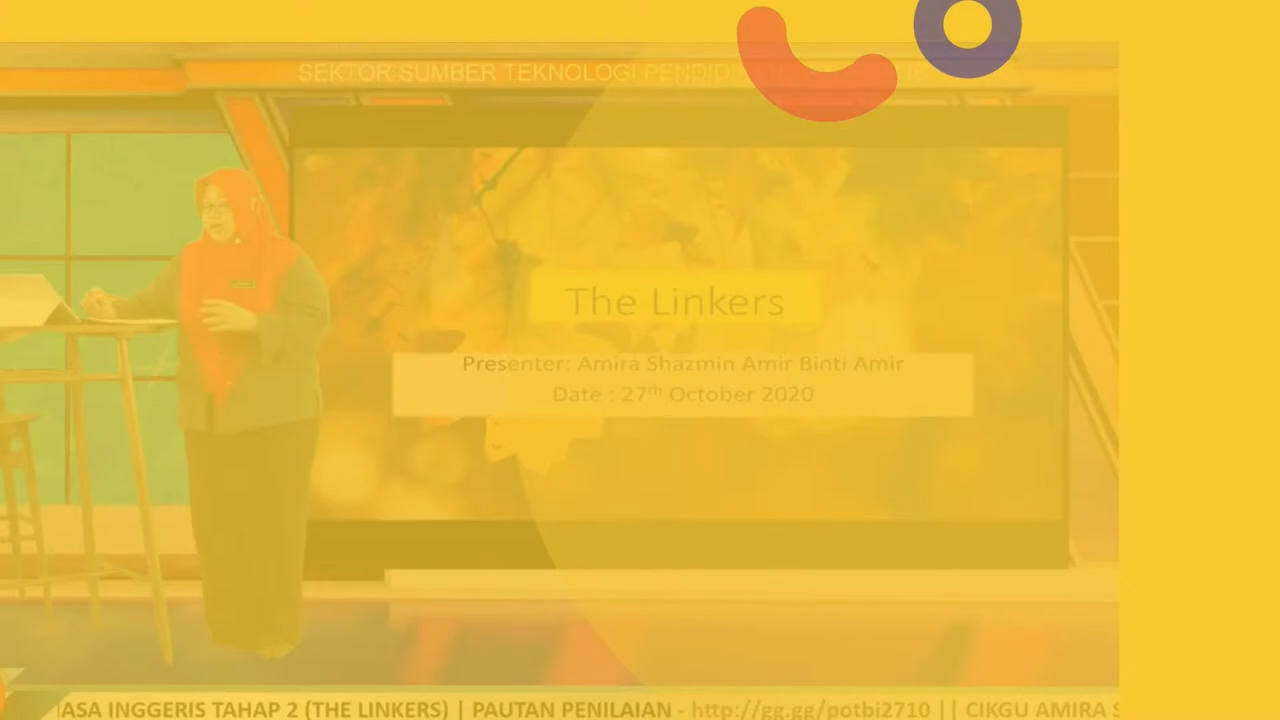 SEKTOR SUMBER TEKNOLOGI
The Linkers
Presenter: Amira Shazmin Amir Binti Amir
Date : 27th October 2020
ASA INGGERIS TAHAP 2 (THE LINKERS) | PAUTAN PENILAIAN - http://gg.gg/potbi2710 || CIKGU AMIRA S